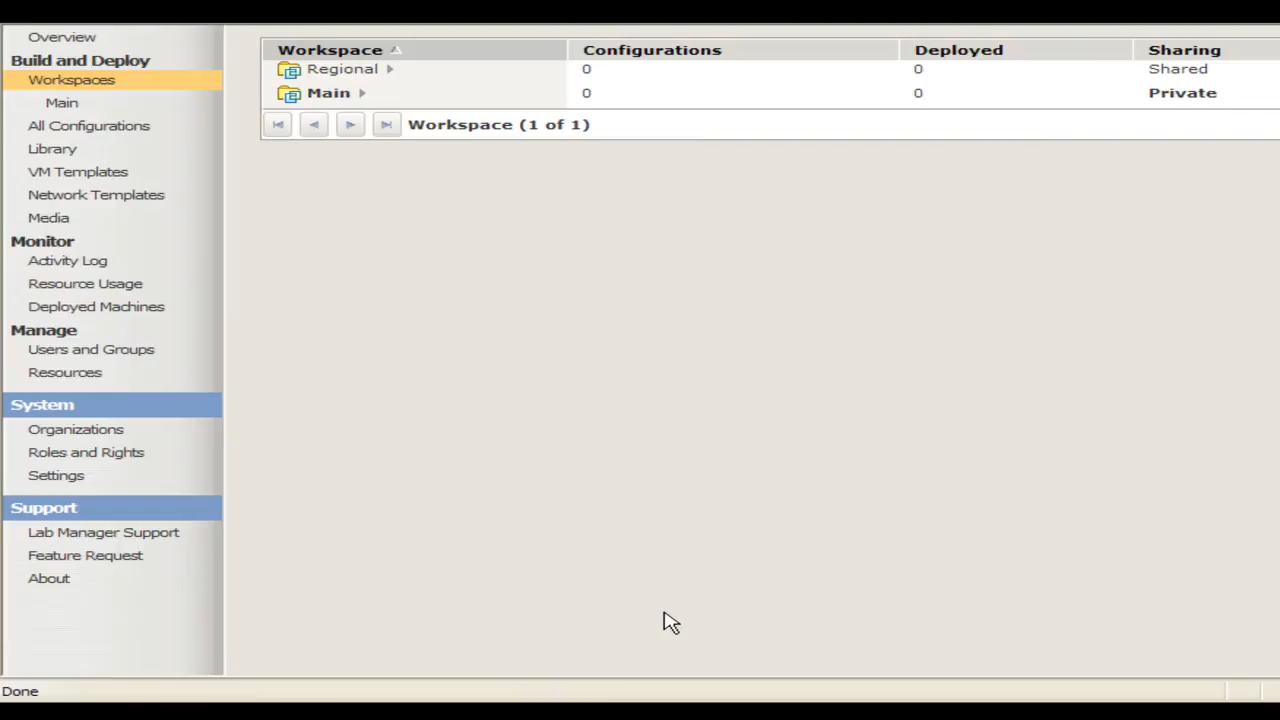 Overview
Build and Deploy
Workspaces
Main
All Configurations
Library
VM Templates
Network Templates
Media
Monitor
Activity Log
Resource Usage
Deployed Machines
Manage
Users and Groups
Resources
System
Organizations
Roles and Rights
Settings
Support
Lab Manager Support
Feature Request
About
Workspace Configurations Deployed Sharing
Regional 0 0 Shared
Main 0 0 Private
Workspace (1 of 1)
Done